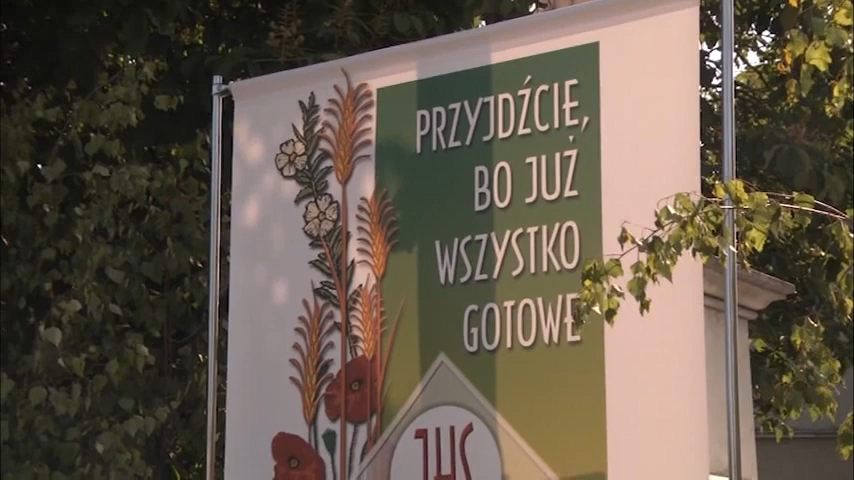 PRZYJDŹCIE,
BO JUŻ
WSZYSTKO
GOTOWE
JHS